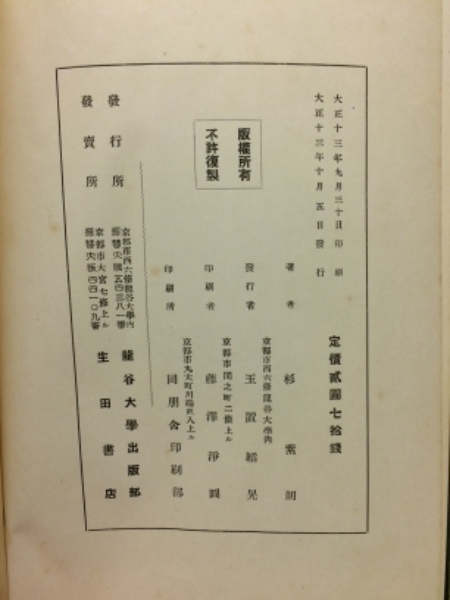 大正十三年九月三十日印刷
大正十三年十月五日發行
定價貳圓七拾錢
版權所有
不許復製
著者 杉紫朗
京都市西六條龍谷大學內
發行者 玉置韜晃
京都市間之町二條上ル
印刷者 藤澤淨圓
京都市丸太町川端東入上ル
印刷所 同朋舍印刷部
發行所
京都市西六條龍谷大學內
振替大阪五四三八一番
龍谷大學出版部
發賣所
京都市大宮七條上ル
振替大阪四四一〇九番
生田書店